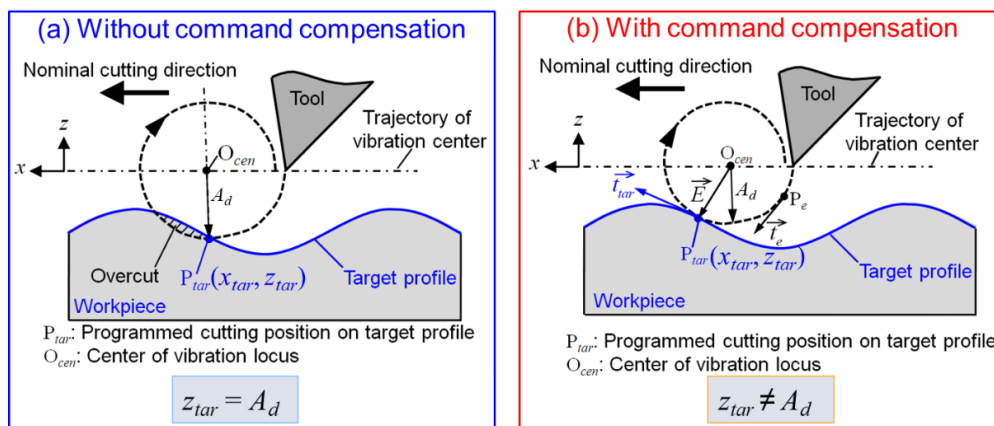 (a) Without command compensation
Nominal cutting direction
Tool
Trajectory of
vibration center
z
x
O_cen
A_d
Overcut
P_tar(x_tar, z_tar)
Target profile
Workpiece
P_tar: Programmed cutting position on target profile
O_cen: Center of vibration locus
z_tar = A_d
(b) With command compensation
Nominal cutting direction
Tool
Trajectory of
vibration center
z
x
O_cen
t_tar
E
A_d
P_e
t_e
P_tar(x_tar, z_tar)
Target profile
Workpiece
P_tar: Programmed cutting position on target profile
O_cen: Center of vibration locus
z_tar ≠ A_d